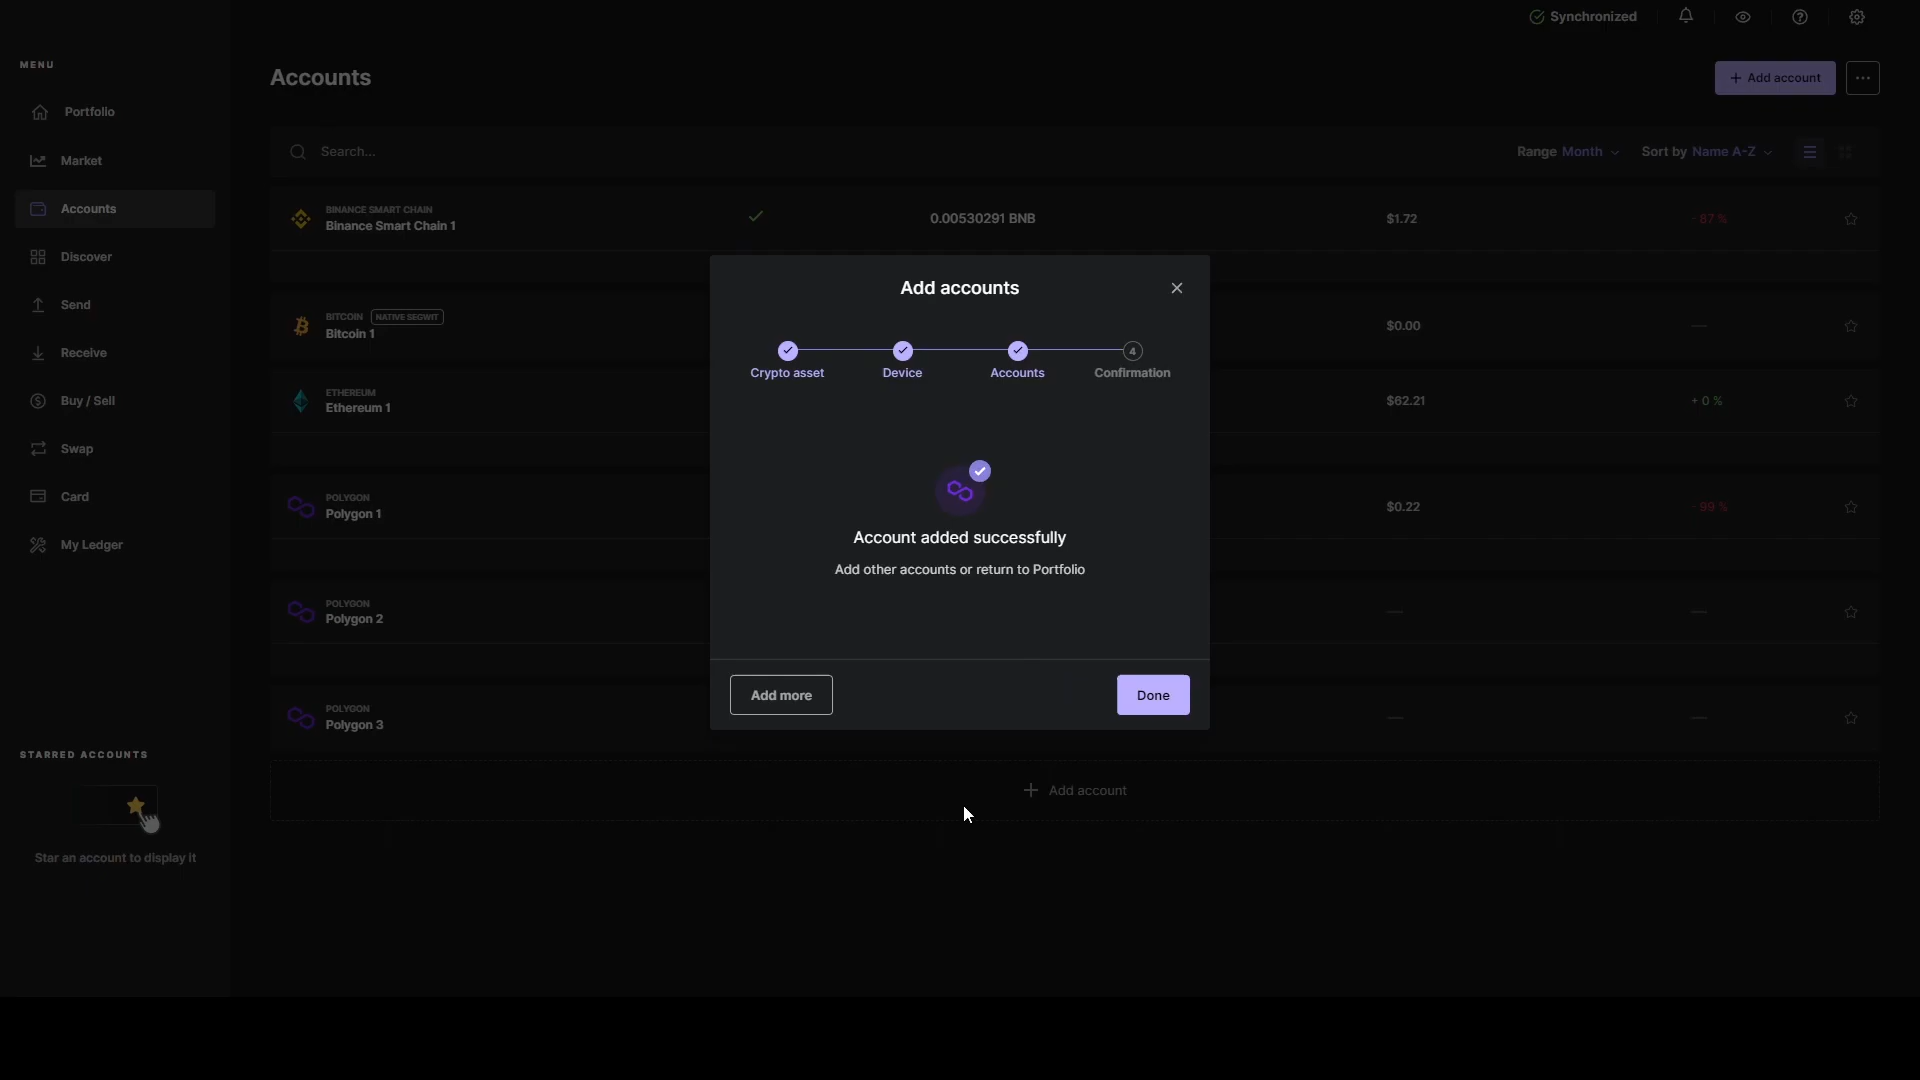 Synchronized
MENU
Portfolio
Market
Accounts
Discover
Send
Receive
Buy / Sell
Swap
Card
My Ledger
STARRED ACCOUNTS
Star an account to display it
Accounts
+ Add account
Search...
Range Month
Sort by Name A-Z
BINANCE SMART CHAIN
Binance Smart Chain 1
0.00530291 BNB
$1.72
- 87 %
BITCOIN NATIVE SEGWIT
Bitcoin 1
$0.00
—
ETHEREUM
Ethereum 1
$62.21
+ 0 %
POLYGON
Polygon 1
$0.22
- 99 %
POLYGON
Polygon 2
— —
POLYGON
Polygon 3
— —
+ Add account
Add accounts
Crypto asset
Device
Accounts
4
Confirmation
Account added successfully
Add other accounts or return to Portfolio
Add more
Done